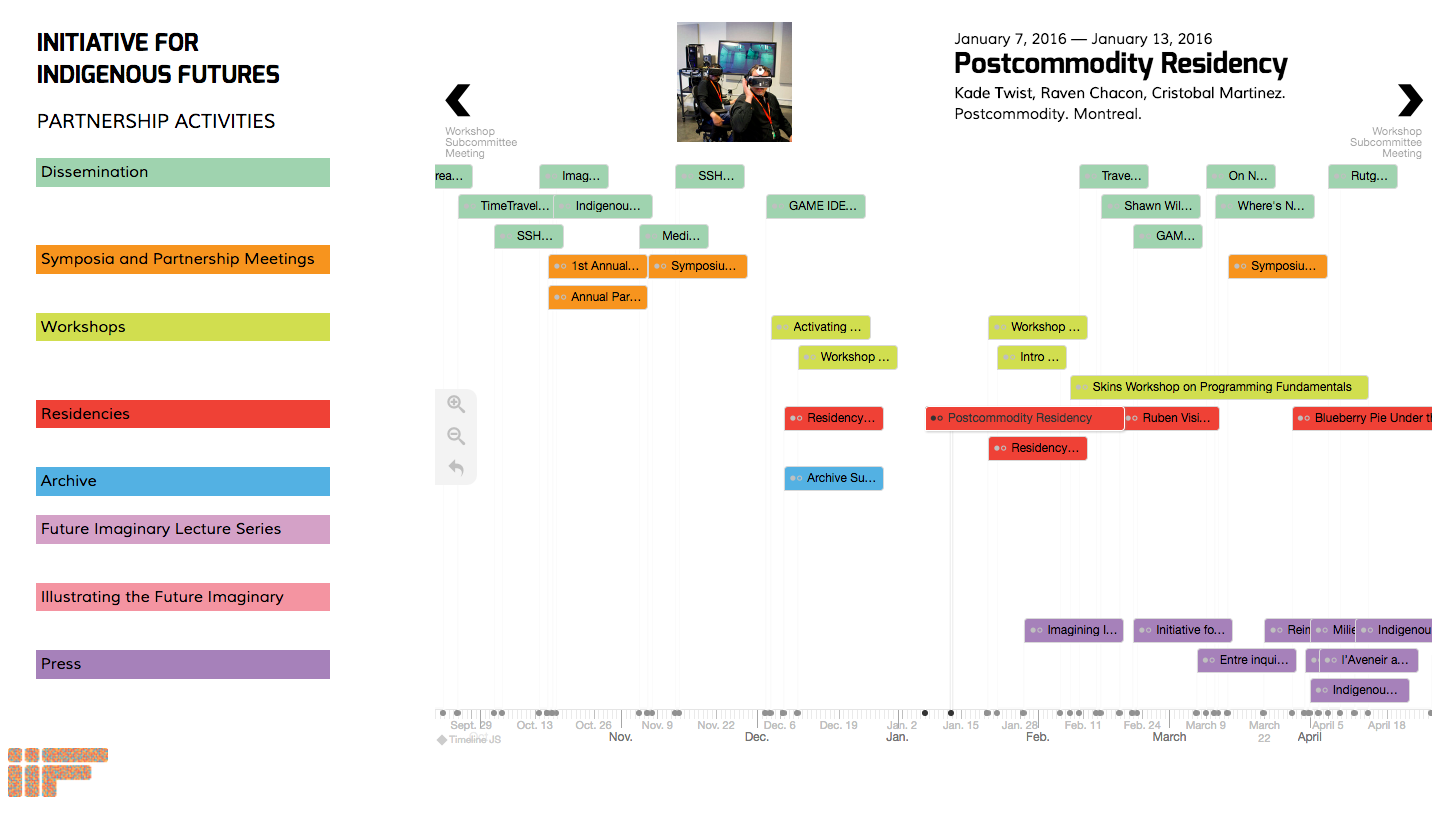 INITIATIVE FOR
INDIGENOUS FUTURES
PARTNERSHIP ACTIVITIES
January 7, 2016 — January 13, 2016
Postcommodity Residency
Kade Twist, Raven Chacon, Cristobal Martinez.
Postcommodity. Montreal.
Workshop
Subcommittee
Meeting
Workshop
Subcommittee
Meeting
Dissemination
rea... Imag... SSH... Trave... On N... Rutg...
TimeTravel... Indigenou... GAME IDE... Shawn Wil... Where's N...
SSH... Medi... GAM...
Symposia and Partnership Meetings
1st Annual... Symposiu... Symposiu...
Annual Par...
Workshops
Activating ... Workshop ...
Workshop ... Intro ...
Skins Workshop on Programming Fundamentals
Residencies
Residency... Postcommodity Residency Ruben Visi... Blueberry Pie Under t
Residency...
Archive
Archive Su...
Future Imaginary Lecture Series
Illustrating the Future Imaginary
Imagining I... Initiative fo... Rein Milie Indigenou
Press
Entre inqui... l'Aveneir a...
Indigenou...
Sept. 29 Oct. 13 Oct. 26 Nov. 9 Nov. 22 Dec. 6 Dec. 19 Jan. 2 Jan. 15 Jan. 28 Feb. 11 Feb. 24 March 9 March 22 April 5 April 18
Oct. Nov. Dec. Jan. Feb. March April
Timeline JS
IIF